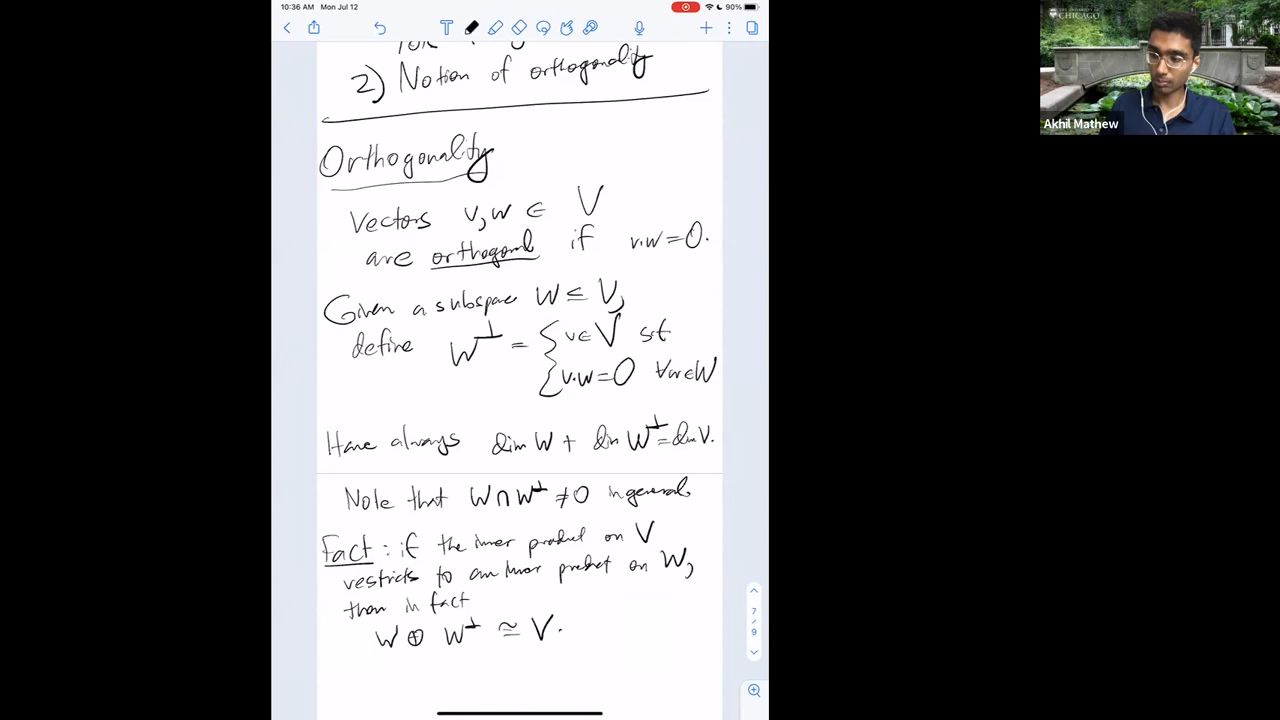 10:36 AM Mon Jul 12
90%
THE UNIVERSITY OF
CHICAGO
2) Notion of orthogonality
Orthogonality
Vectors v,w ∈ V
are orthogonal if v·w=0.
Given a subspace W ⊆ V,
define W^⊥ = { v∈V st
v·w=0 ∀w∈W
Have always dim W + dim W^⊥ = dim V.
Note that W∩W^⊥ ≠0 in general.
Fact: if the inner product on V
restricts to an inner product on W,
then in fact
W ⊕ W^⊥ ≅ V.
7
/
9
Akhil Mathew